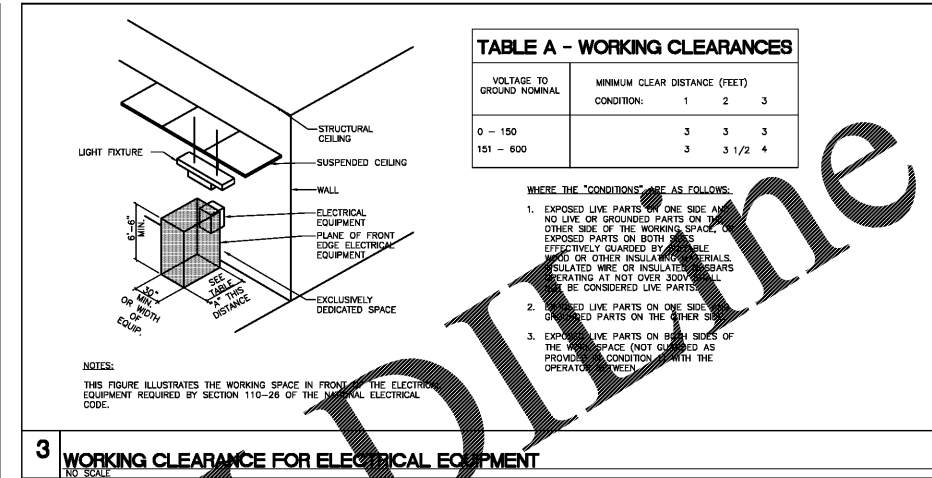 TABLE A - WORKING CLEARANCES
VOLTAGE TO
GROUND NOMINAL
MINIMUM CLEAR DISTANCE (FEET)
CONDITION: 1 2 3
0 - 150 3 3 3
151 - 600 3 3 1/2 4
STRUCTURAL
CEILING
LIGHT FIXTURE
SUSPENDED CEILING
WALL
ELECTRICAL
EQUIPMENT
PLANE OF FRONT
EDGE ELECTRICAL
EQUIPMENT
EXCLUSIVELY
DEDICATED SPACE
6'-6"
MIN.
30"
MIN.
OR WIDTH
OF
EQUIP.
SEE
TABLE
"A" THIS
DISTANCE
WHERE THE "CONDITIONS" ARE AS FOLLOWS:
1. EXPOSED LIVE PARTS ON ONE SIDE AND
NO LIVE OR GROUNDED PARTS ON THE
OTHER SIDE OF THE WORKING SPACE, OR
EXPOSED PARTS ON BOTH SIDES
EFFECTIVELY GUARDED BY SUITABLE
WOOD OR OTHER INSULATING MATERIALS.
INSULATED WIRE OR INSULATED BUSBARS
OPERATING AT NOT OVER 300V SHALL
NOT BE CONSIDERED LIVE PARTS.
2. EXPOSED LIVE PARTS ON ONE SIDE AND
GROUNDED PARTS ON THE OTHER SIDE.
3. EXPOSED LIVE PARTS ON BOTH SIDES OF
THE WORK SPACE (NOT GUARDED AS
PROVIDED IN CONDITION 1) WITH THE
OPERATOR BETWEEN
NOTES:
THIS FIGURE ILLUSTRATES THE WORKING SPACE IN FRONT OF THE ELECTRICAL
EQUIPMENT REQUIRED BY SECTION 110-26 OF THE NATIONAL ELECTRICAL
CODE.
3 WORKING CLEARANCE FOR ELECTRICAL EQUIPMENT
NO SCALE
DILine